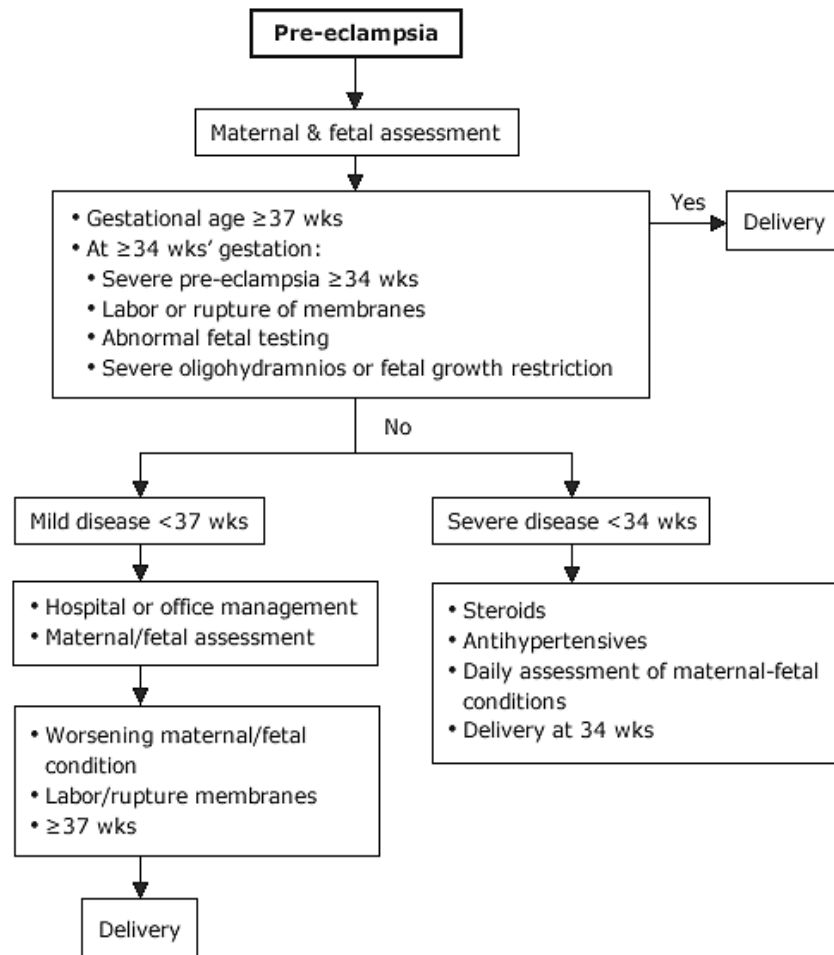 Pre-eclampsia
Maternal & fetal assessment
• Gestational age ≥37 wks
• At ≥34 wks’ gestation:
• Severe pre-eclampsia ≥34 wks
• Labor or rupture of membranes
• Abnormal fetal testing
• Severe oligohydramnios or fetal growth restriction
Yes
Delivery
No
Mild disease <37 wks
• Hospital or office management
• Maternal/fetal assessment
• Worsening maternal/fetal
condition
• Labor/rupture membranes
• ≥37 wks
Delivery
Severe disease <34 wks
• Steroids
• Antihypertensives
• Daily assessment of maternal-fetal
conditions
• Delivery at 34 wks